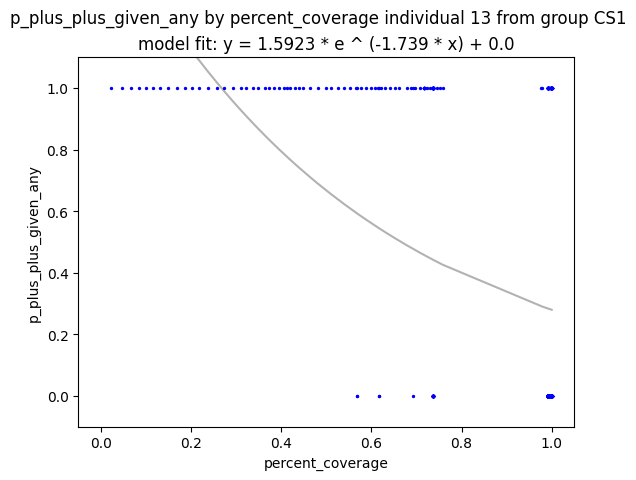 p_plus_plus_given_any by percent_coverage individual 13 from group CS1
model fit: y = 1.5923 * e ^ (-1.739 * x) + 0.0
p_plus_plus_given_any
1.0
0.8
0.6
0.4
0.2
0.0
0.0 0.2 0.4 0.6 0.8 1.0
percent_coverage